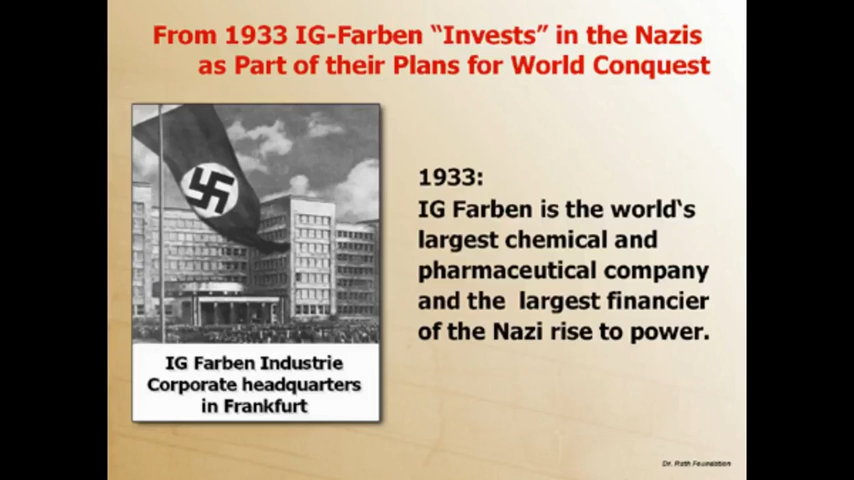 From 1933 IG-Farben “Invests” in the Nazis
as Part of their Plans for World Conquest
1933:
IG Farben is the world‘s
largest chemical and
pharmaceutical company
and the largest financier
of the Nazi rise to power.
IG Farben Industrie
Corporate headquarters
in Frankfurt
Dr. Rath Foundation